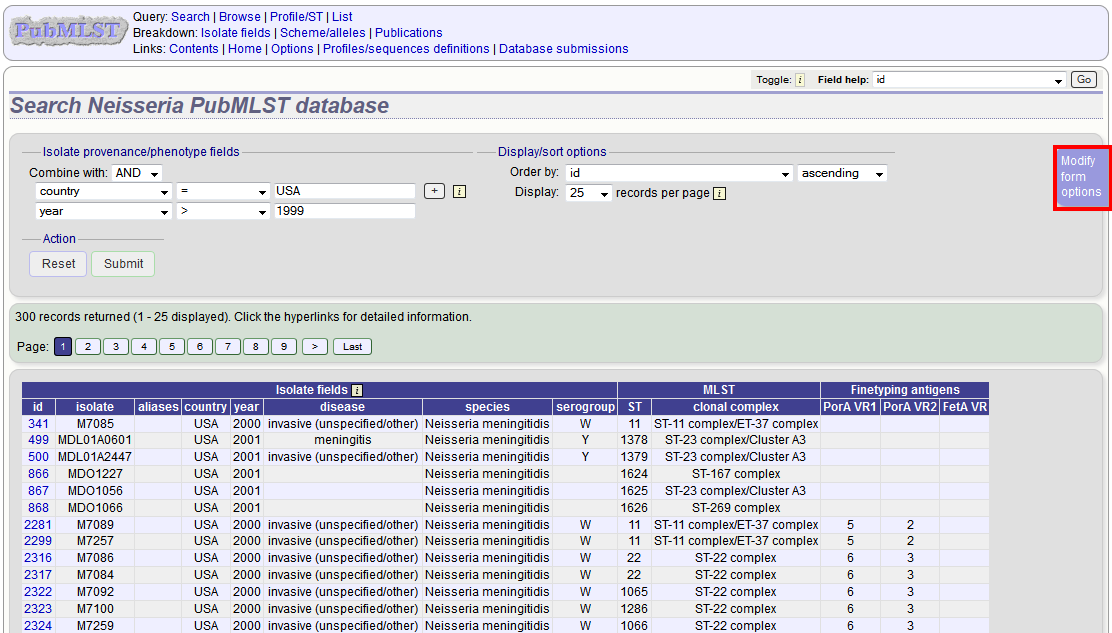 PubMLST
Query: Search | Browse | Profile/ST | List
Breakdown: Isolate fields | Scheme/alleles | Publications
Links: Contents | Home | Options | Profiles/sequences definitions | Database submissions
Toggle: i Field help: id Go
Search Neisseria PubMLST database
Isolate provenance/phenotype fields Display/sort options
Combine with: AND Order by: id ascending
country = USA + i Display: 25 records per page i
year > 1999
Modify
form
options
Action
Reset Submit
300 records returned (1 - 25 displayed). Click the hyperlinks for detailed information.
Page: 1 2 3 4 5 6 7 8 9 > Last
Isolate fields i MLST Finetyping antigens
id isolate aliases country year disease species serogroup ST clonal complex PorA VR1 PorA VR2 FetA VR
341 M7085 USA 2000 invasive (unspecified/other) Neisseria meningitidis W 11 ST-11 complex/ET-37 complex
499 MDL01A0601 USA 2001 meningitis Neisseria meningitidis Y 1378 ST-23 complex/Cluster A3
500 MDL01A2447 USA 2001 invasive (unspecified/other) Neisseria meningitidis Y 1379 ST-23 complex/Cluster A3
866 MDO1227 USA 2001 Neisseria meningitidis 1624 ST-167 complex
867 MDO1056 USA 2001 Neisseria meningitidis 1625 ST-23 complex/Cluster A3
868 MDO1066 USA 2001 Neisseria meningitidis 1626 ST-269 complex
2281 M7089 USA 2000 invasive (unspecified/other) Neisseria meningitidis W 11 ST-11 complex/ET-37 complex 5 2
2299 M7257 USA 2000 invasive (unspecified/other) Neisseria meningitidis W 11 ST-11 complex/ET-37 complex 5 2
2316 M7086 USA 2000 invasive (unspecified/other) Neisseria meningitidis W 22 ST-22 complex 6 3
2317 M7084 USA 2000 invasive (unspecified/other) Neisseria meningitidis W 22 ST-22 complex 6 3
2322 M7092 USA 2000 invasive (unspecified/other) Neisseria meningitidis W 1065 ST-22 complex 6 3
2323 M7100 USA 2000 invasive (unspecified/other) Neisseria meningitidis W 1286 ST-22 complex 6 3
2324 M7259 USA 2000 invasive (unspecified/other) Neisseria meningitidis W 1066 ST-22 complex 6 3